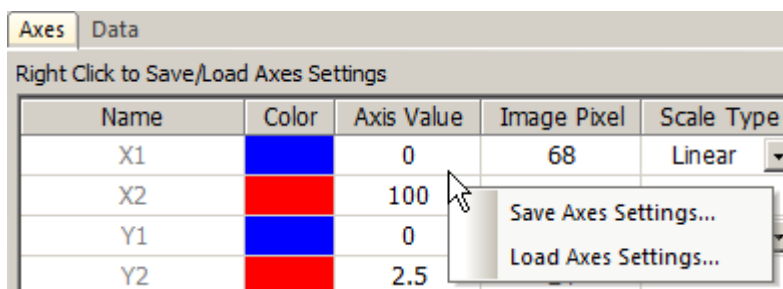 Axes Data
Right Click to Save/Load Axes Settings
Name Color Axis Value Image Pixel Scale Type
X1 0 68 Linear
X2 100
Save Axes Settings...
Y1 0
Load Axes Settings...
Y2 2.5